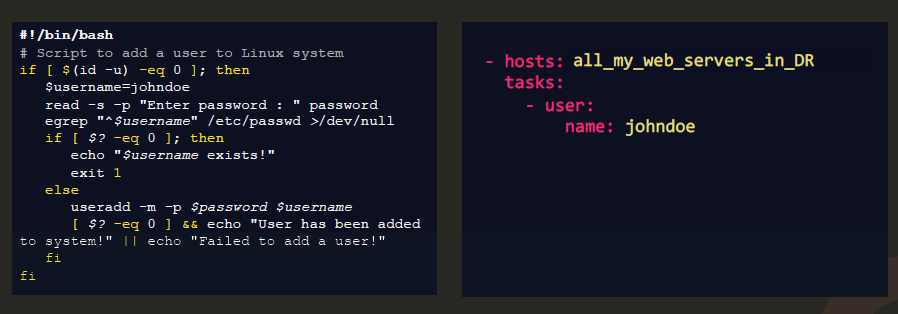 #!/bin/bash
# Script to add a user to Linux system
if [ $(id -u) -eq 0 ]; then
   $username=johndoe
   read -s -p "Enter password : " password
   egrep "^$username" /etc/passwd >/dev/null
   if [ $? -eq 0 ]; then
      echo "$username exists!"
      exit 1
   else
      useradd -m -p $password $username
      [ $? -eq 0 ] && echo "User has been added
to system!" || echo "Failed to add a user!"
   fi
fi
- hosts: all_my_web_servers_in_DR
  tasks:
    - user:
        name: johndoe